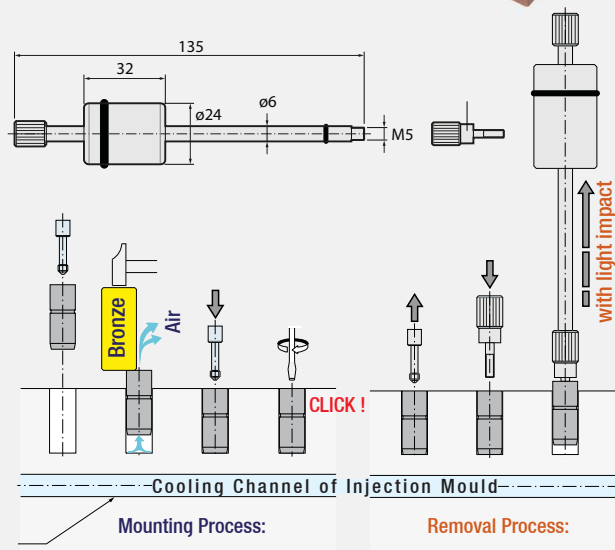 135
32
ø24
ø6
M5
with light impact
Bronze
Air
CLICK !
Cooling Channel of Injection Mould
Mounting Process:
Removal Process: